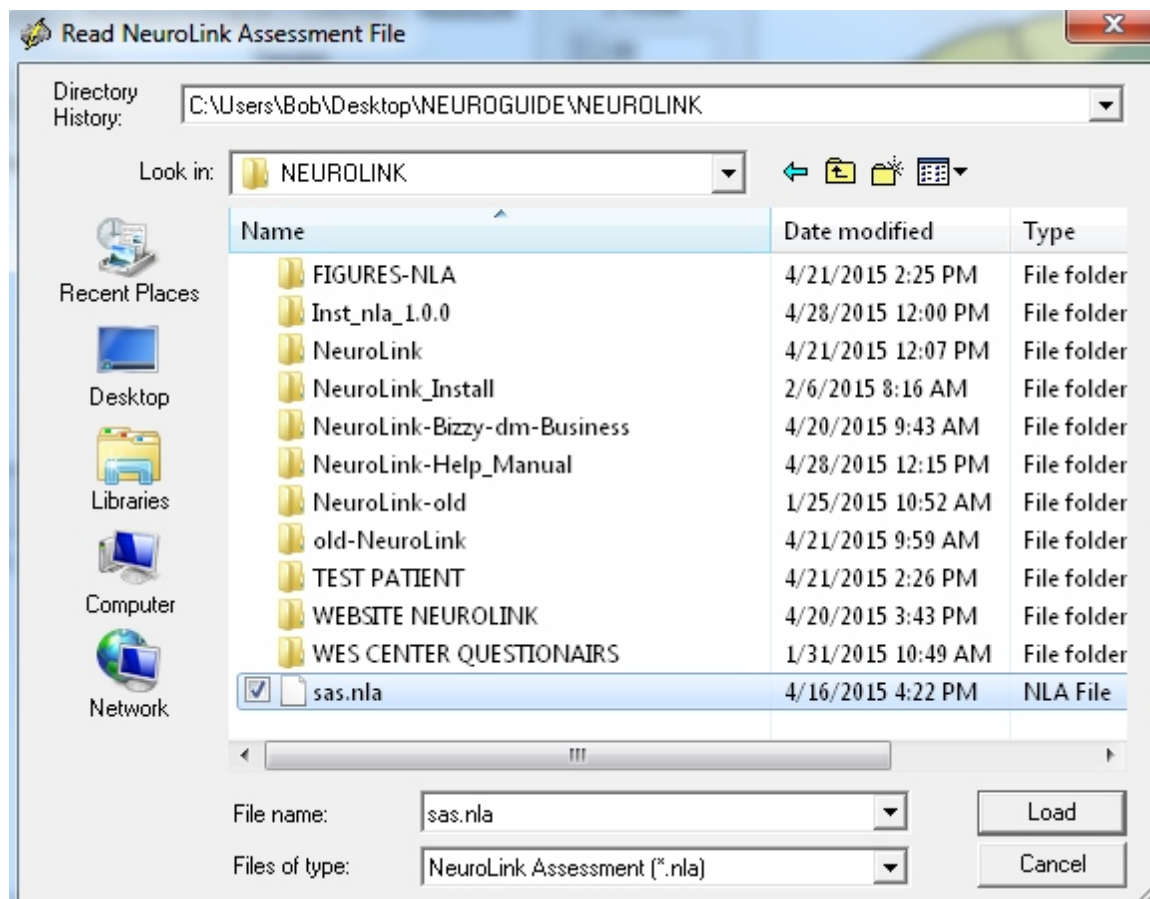 Read NeuroLink Assessment File
Directory History: C:\Users\Bob\Desktop\NEUROGUIDE\NEUROLINK
Look in: NEUROLINK
Name Date modified Type
FIGURES-NLA 4/21/2015 2:25 PM File folder
Inst_nla_1.0.0 4/28/2015 12:00 PM File folder
NeuroLink 4/21/2015 12:07 PM File folder
NeuroLink_Install 2/6/2015 8:16 AM File folder
NeuroLink-Bizzy-dm-Business 4/20/2015 9:43 AM File folder
NeuroLink-Help_Manual 4/28/2015 12:15 PM File folder
NeuroLink-old 1/25/2015 10:52 AM File folder
old-NeuroLink 4/21/2015 9:59 AM File folder
TEST PATIENT 4/21/2015 2:26 PM File folder
WEBSITE NEUROLINK 4/20/2015 3:43 PM File folder
WES CENTER QUESTIONAIRS 1/31/2015 10:49 AM File folder
sas.nla 4/16/2015 4:22 PM NLA File
Recent Places
Desktop
Libraries
Computer
Network
File name: sas.nla Load
Files of type: NeuroLink Assessment (*.nla) Cancel